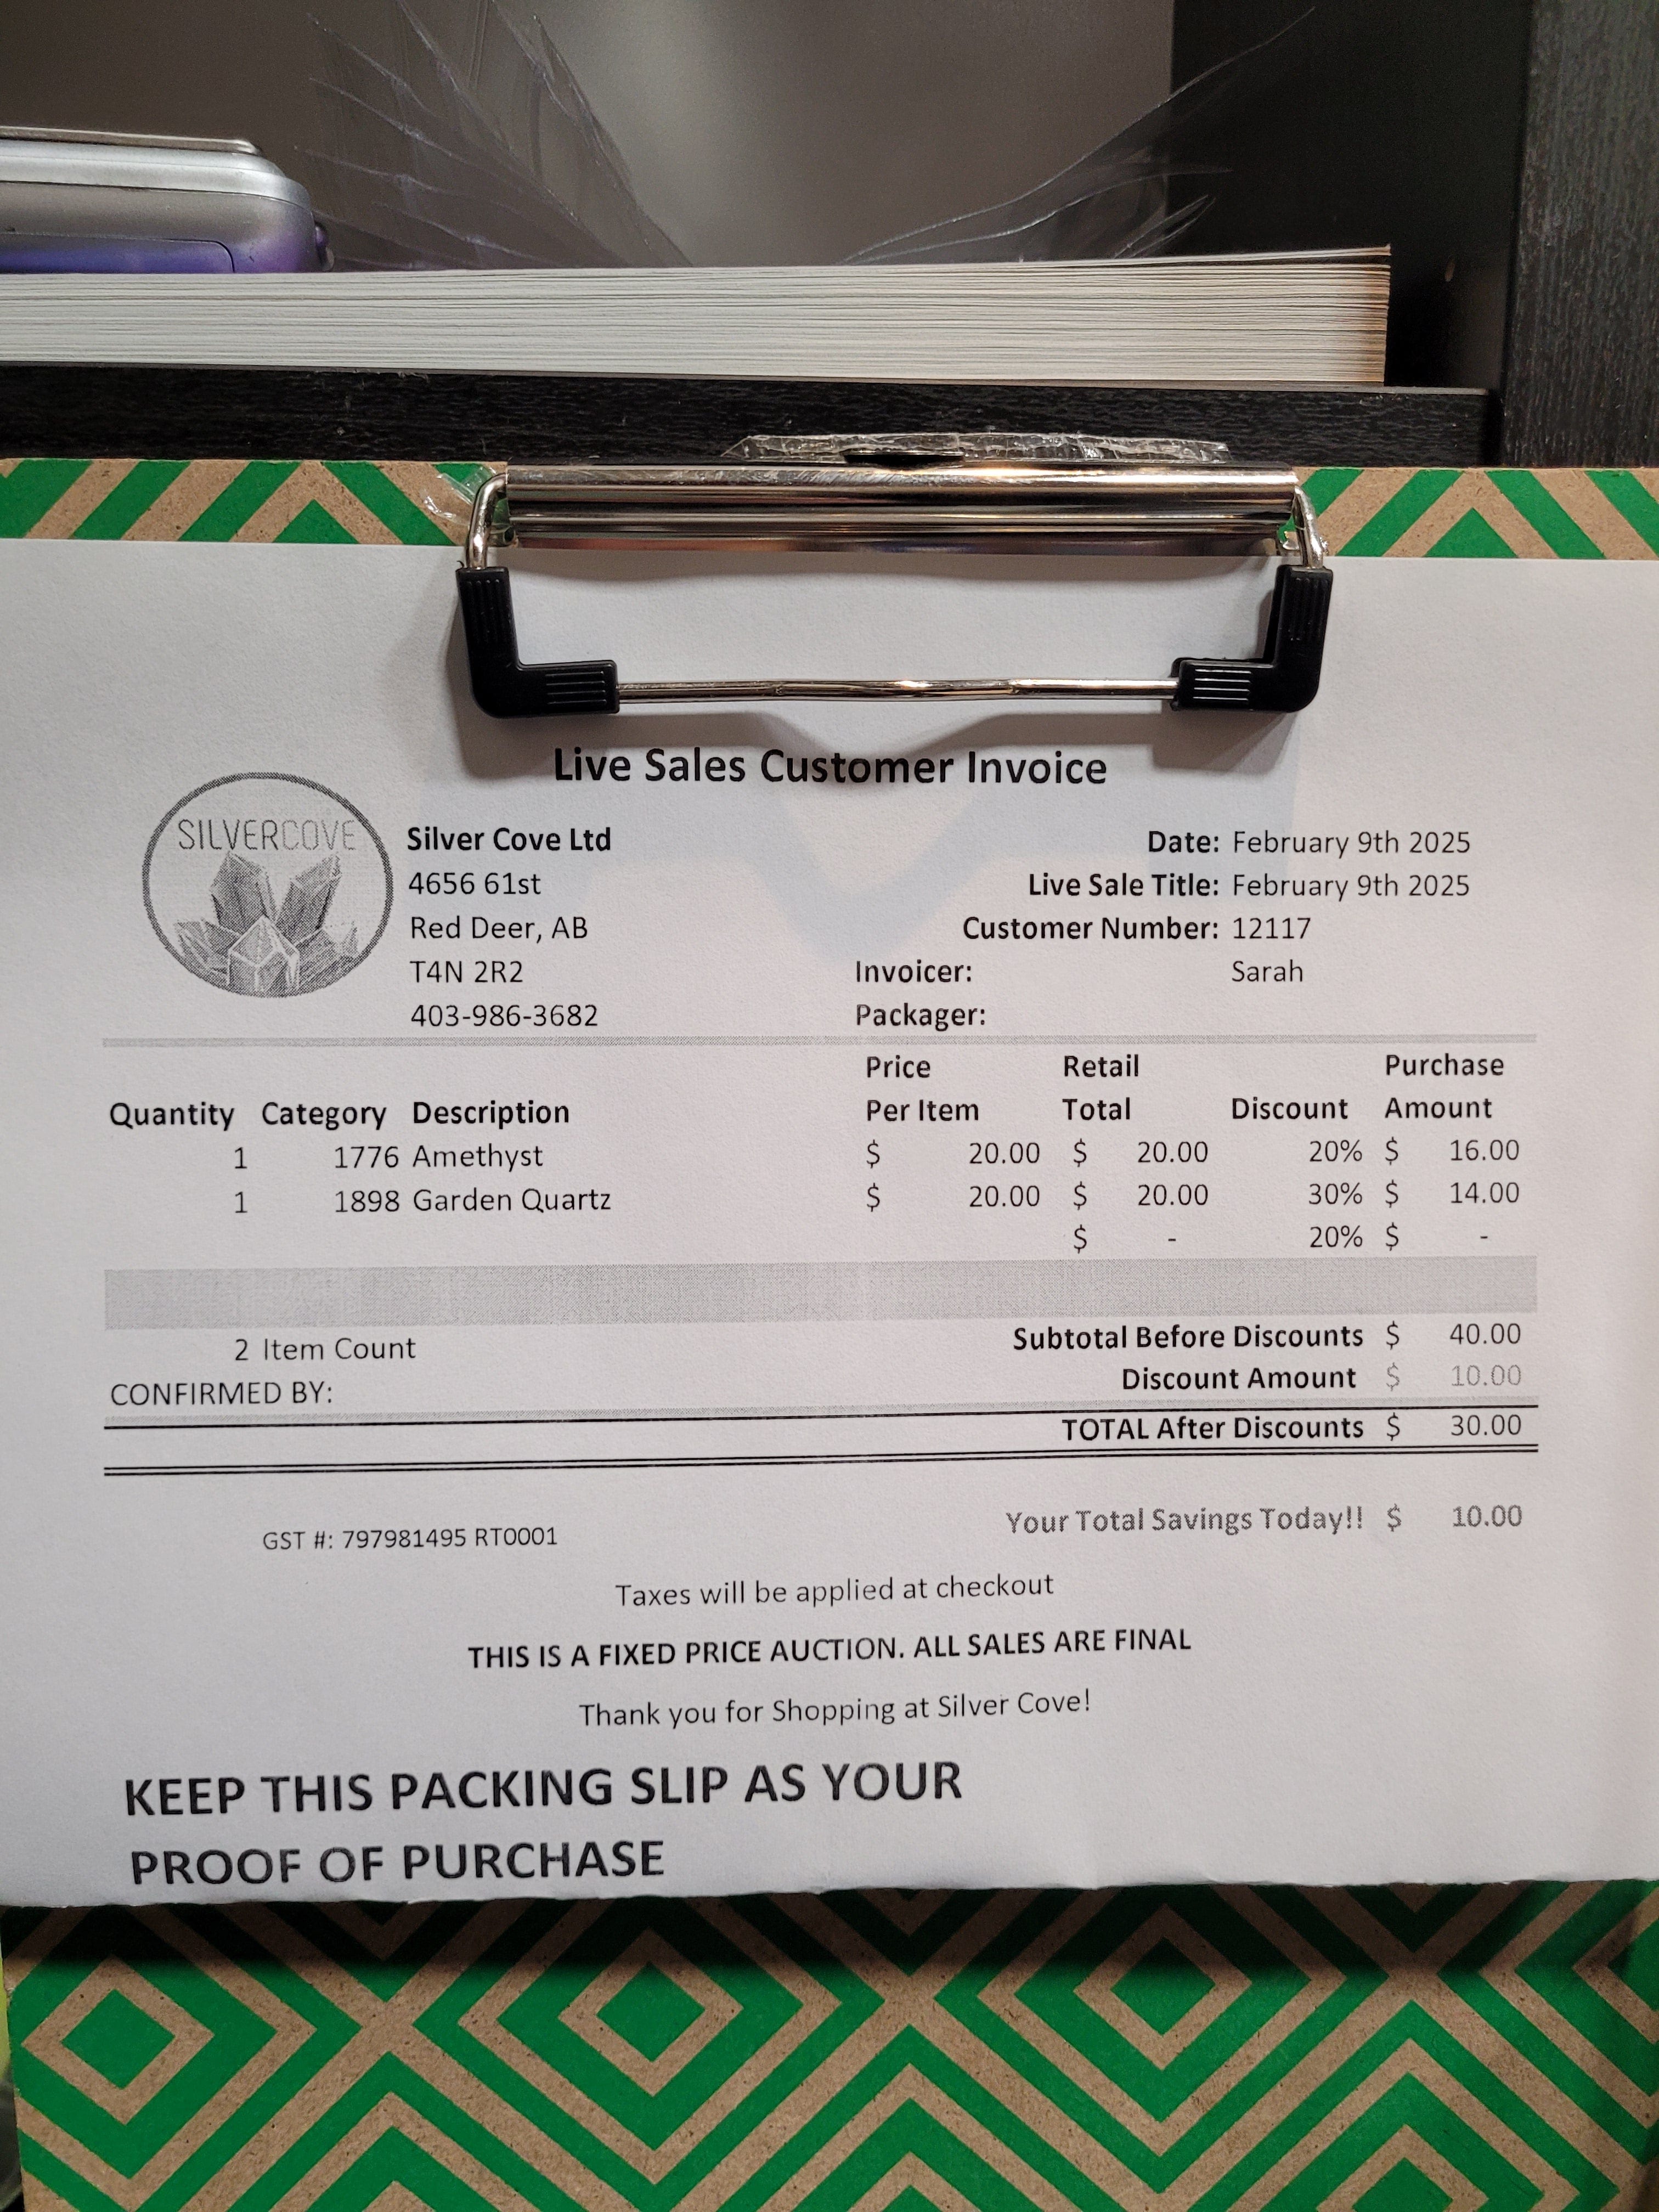 Live Sales Customer Invoice
SILVERCOVE
Silver Cove Ltd
4656 61st
Red Deer, AB
T4N 2R2
403-986-3682
Date: February 9th 2025
Live Sale Title: February 9th 2025
Customer Number: 12117
Invoicer: Sarah
Packager:
Price Retail Purchase
Quantity Category Description Per Item Total Discount Amount
1 1776 Amethyst $ 20.00 $ 20.00 20% $ 16.00
1 1898 Garden Quartz $ 20.00 $ 20.00 30% $ 14.00
$ - 20% $ -
2 Item Count Subtotal Before Discounts $ 40.00
CONFIRMED BY: Discount Amount $ 10.00
TOTAL After Discounts $ 30.00
Your Total Savings Today!! $ 10.00
GST #: 797981495 RT0001
Taxes will be applied at checkout
THIS IS A FIXED PRICE AUCTION. ALL SALES ARE FINAL
Thank you for Shopping at Silver Cove!
KEEP THIS PACKING SLIP AS YOUR
PROOF OF PURCHASE